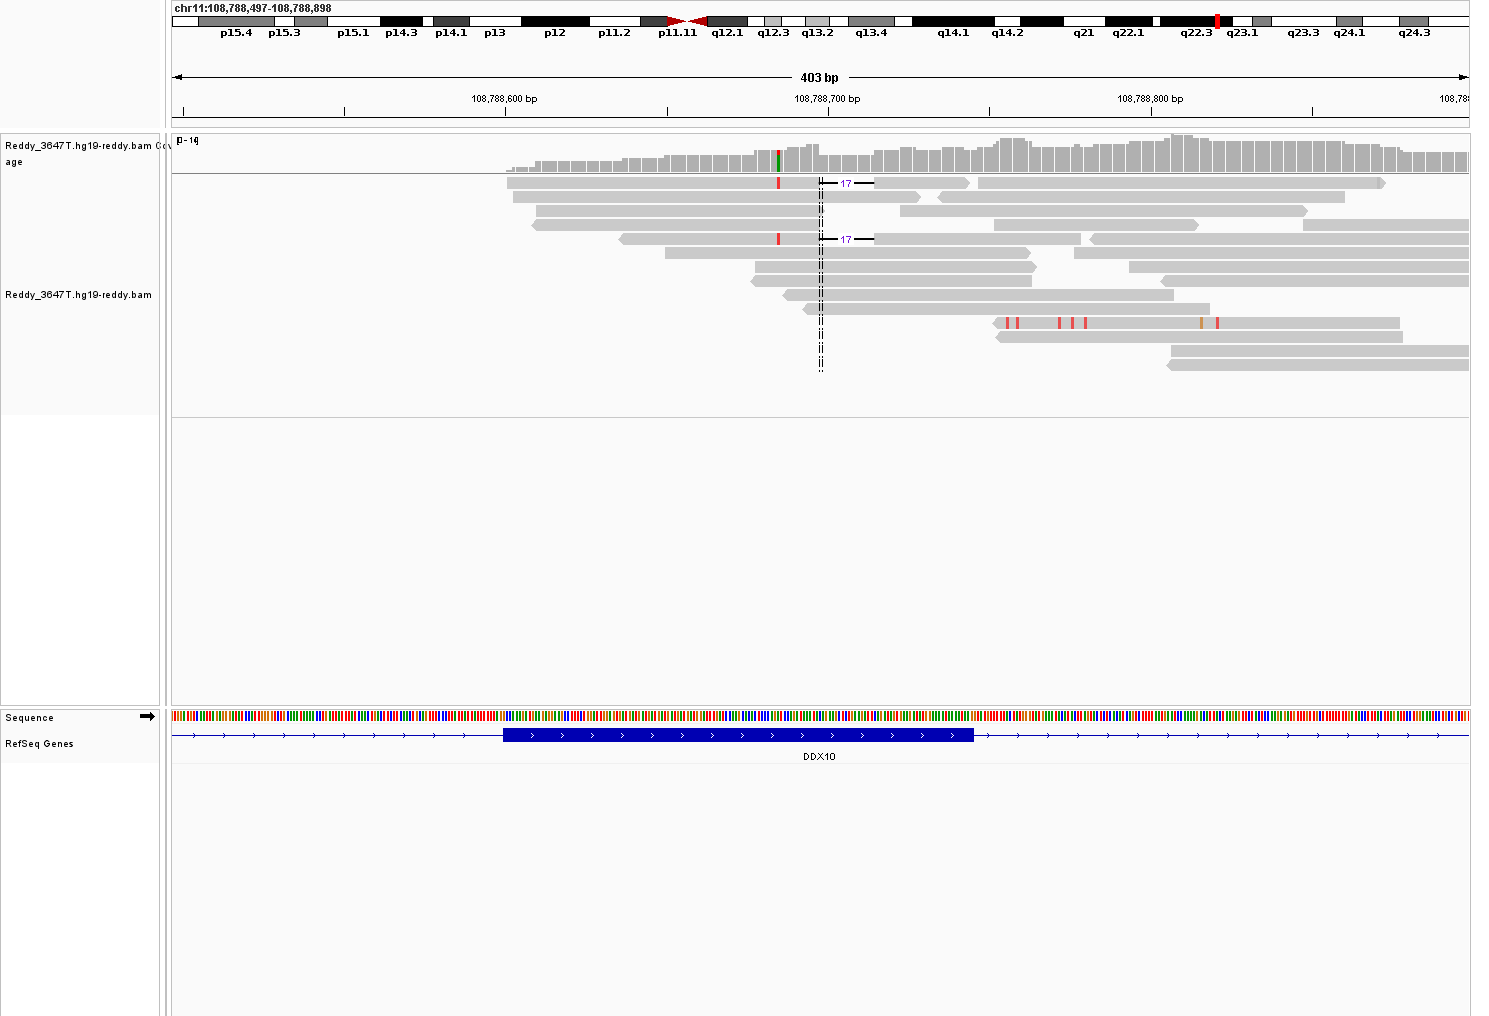 chr11:108,788,497-108,788,898
p15.4 p15.3 p15.1 p14.3 p14.1 p13 p12 p11.2 p11.11 q12.1 q12.3 q13.2 q13.4 q14.1 q14.2 q21 q22.1 q22.3 q23.1 q23.3 q24.1 q24.3
403 bp
108,788,600 bp 108,788,700 bp 108,788,800 bp 108,788
Reddy_3647T.hg19-reddy.bam Cov
age
[0 - 14]
17
17
Reddy_3647T.hg19-reddy.bam
Sequence
RefSeq Genes
DDX10